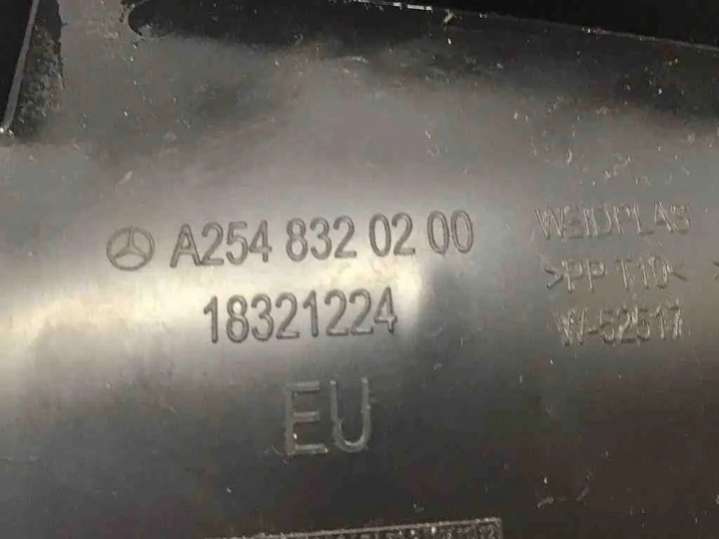 A254 832 02 00
18321224
EU
WEIDPLAS
>PP T10<
W-52517